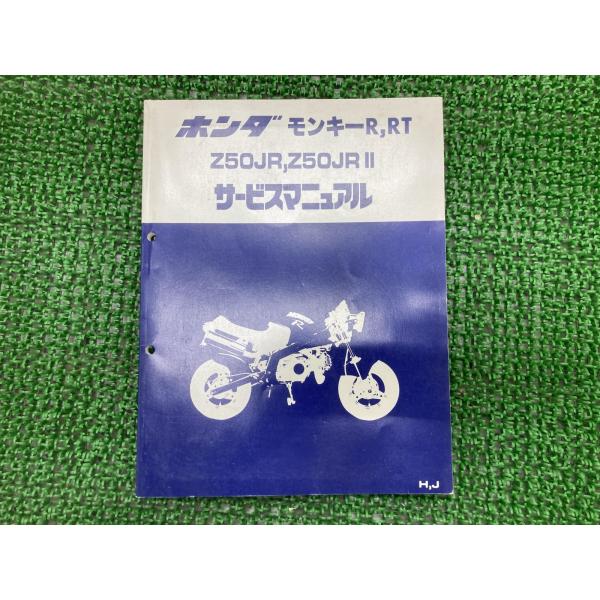 ホンダ モンキーR,RT
Z50JR,Z50JRⅡ
サービスマニュアル
R
H,J